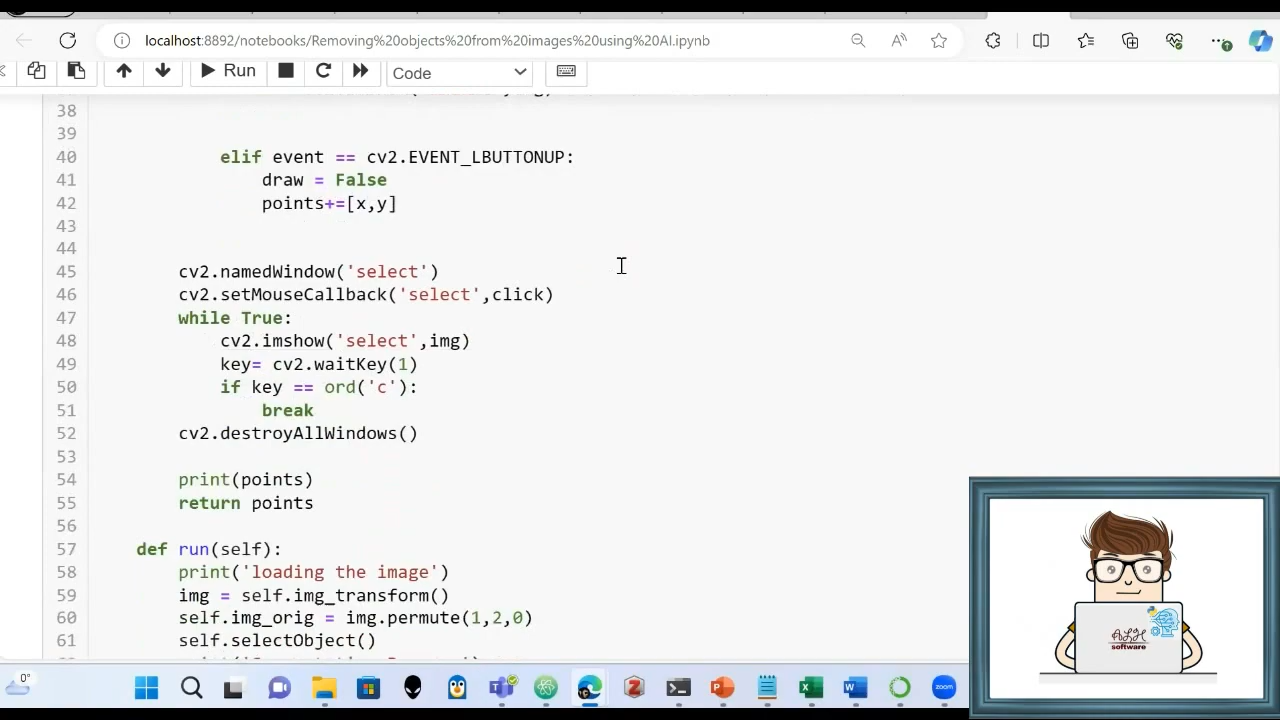 localhost:8892/notebooks/Removing%20objects%20from%20images%20using%20AI.ipynb
Run
Code
38
39
40 elif event == cv2.EVENT_LBUTTONUP:
41 draw = False
42 points+=[x,y]
43
44
45 cv2.namedWindow('select')
46 cv2.setMouseCallback('select',click)
47 while True:
48 cv2.imshow('select',img)
49 key= cv2.waitKey(1)
50 if key == ord('c'):
51 break
52 cv2.destroyAllWindows()
53
54 print(points)
55 return points
56
57 def run(self):
58 print('loading the image')
59 img = self.img_transform()
60 self.img_orig = img.permute(1,2,0)
61 self.selectObject()
software
0°
zoom